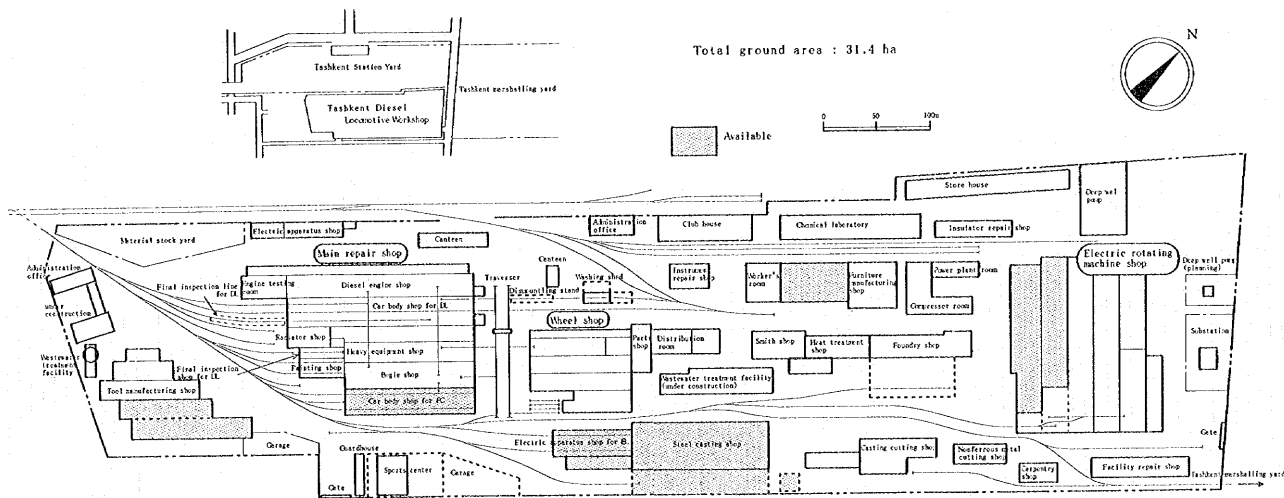 N
Total ground area : 31.4 ha
Tashkent Station Yard
Tashkent marshalling yard
Tashkent Diesel
Locomotive Workshop
0 50 100m
Available
Store house
Deep well
pump
Material stock yard
Electric apparatus shop
Canteen
Administration
office
Club house
Chemical laboratory
Insulator repair shop
Main repair shop
Electric rotating
machine shop
Deep well pump
(planning)
Administration
office
under
construction
Final inspection line
for DL
Engine testing
room
Diesel engine shop
Car body shop for DL
Traverser
Canteen
Washing shed
Dismantling stand
Instrument
repair shop
Worker's
room
Furniture
manufacturing
shop
Power plant room
Compressor room
Substation
Wheel shop
Radiator shop
Heavy equipment shop
Parts
shop
Distribution
room
Smith shop
Heat treatment
shop
Foundry shop
Wastewater
treatment
facility
Final inspection
shop for DL
Painting shop
Bogie shop
Wastewater treatment facility
(under construction)
Tool manufacturing shop
Car body shop for PC
Garage
Guardhouse
Gate
Sports center
Garage
Electric apparatus shop for EL
Steel casting shop
Casting cutting shop
Nonferrous metal
cutting shop
Carpentry
shop
Facility repair shop
Gate
Tashkent marshalling yard